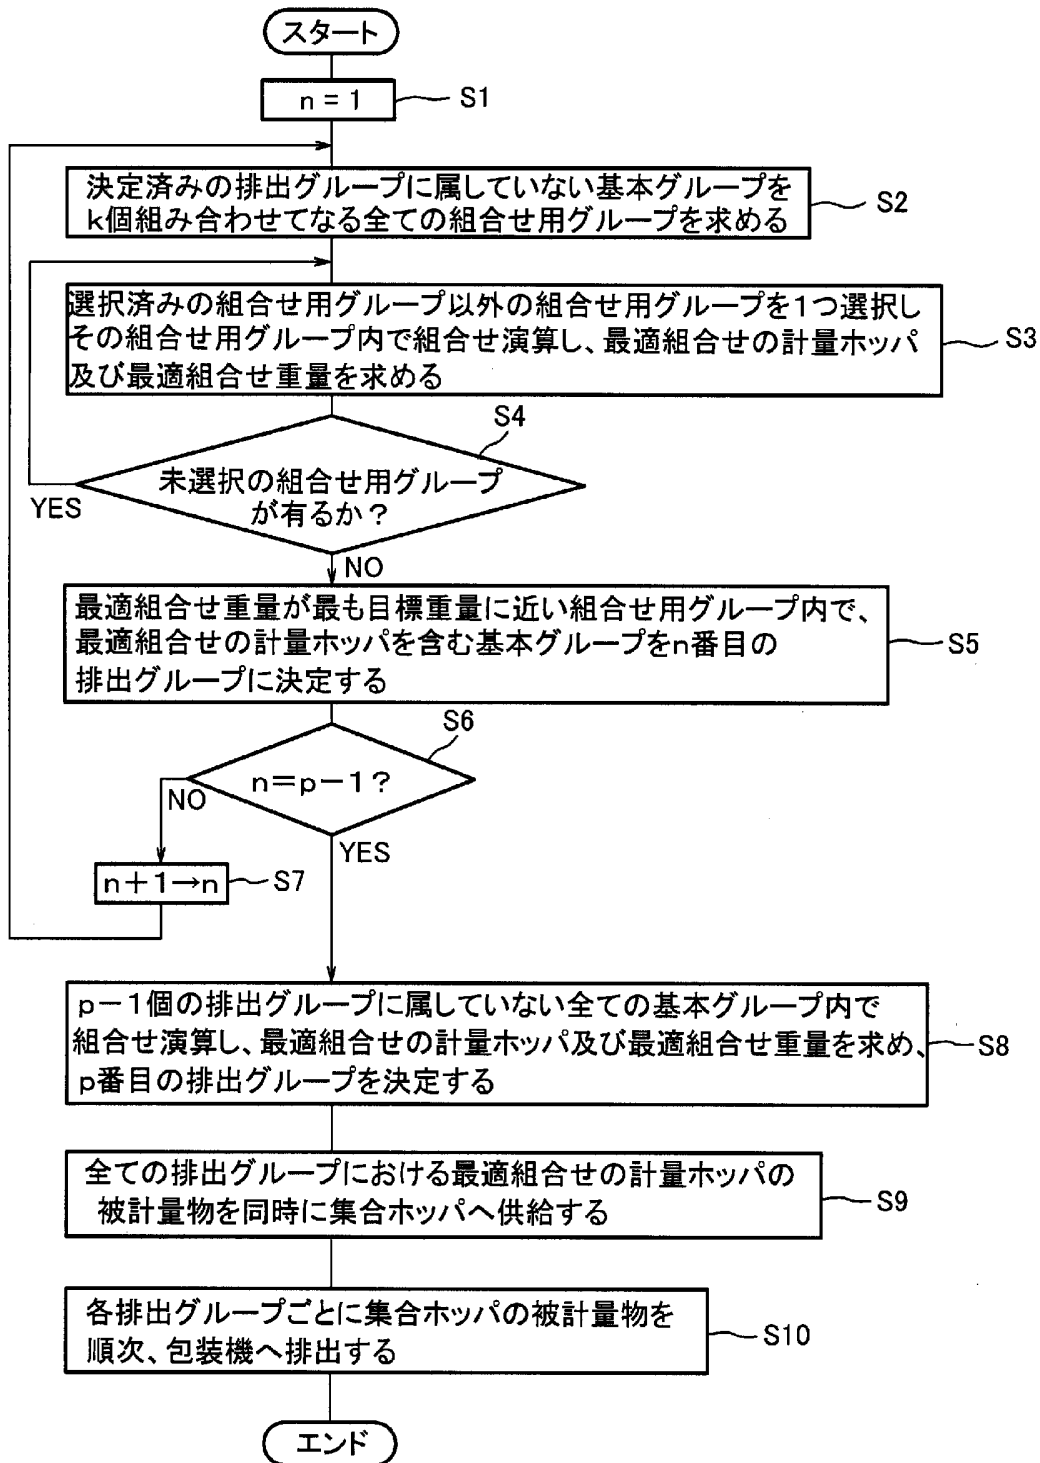 スタート
n = 1
S1
決定済みの排出グループに属していない基本グループを
k個組み合わせてなる全ての組合せ用グループを求める
S2
選択済みの組合せ用グループ以外の組合せ用グループを1つ選択し
その組合せ用グループ内で組合せ演算し、最適組合せの計量ホッパ
及び最適組合せ重量を求める
S3
S4
未選択の組合せ用グループ
が有るか？
YES
NO
最適組合せ重量が最も目標重量に近い組合せ用グループ内で、
最適組合せの計量ホッパを含む基本グループをn番目の
排出グループに決定する
S5
S6
n＝p－1？
NO
YES
n＋1→n
S7
p－1個の排出グループに属していない全ての基本グループ内で
組合せ演算し、最適組合せの計量ホッパ及び最適組合せ重量を求め、
p番目の排出グループを決定する
S8
全ての排出グループにおける最適組合せの計量ホッパの
被計量物を同時に集合ホッパへ供給する
S9
各排出グループごとに集合ホッパの被計量物を
順次、包装機へ排出する
S10
エンド